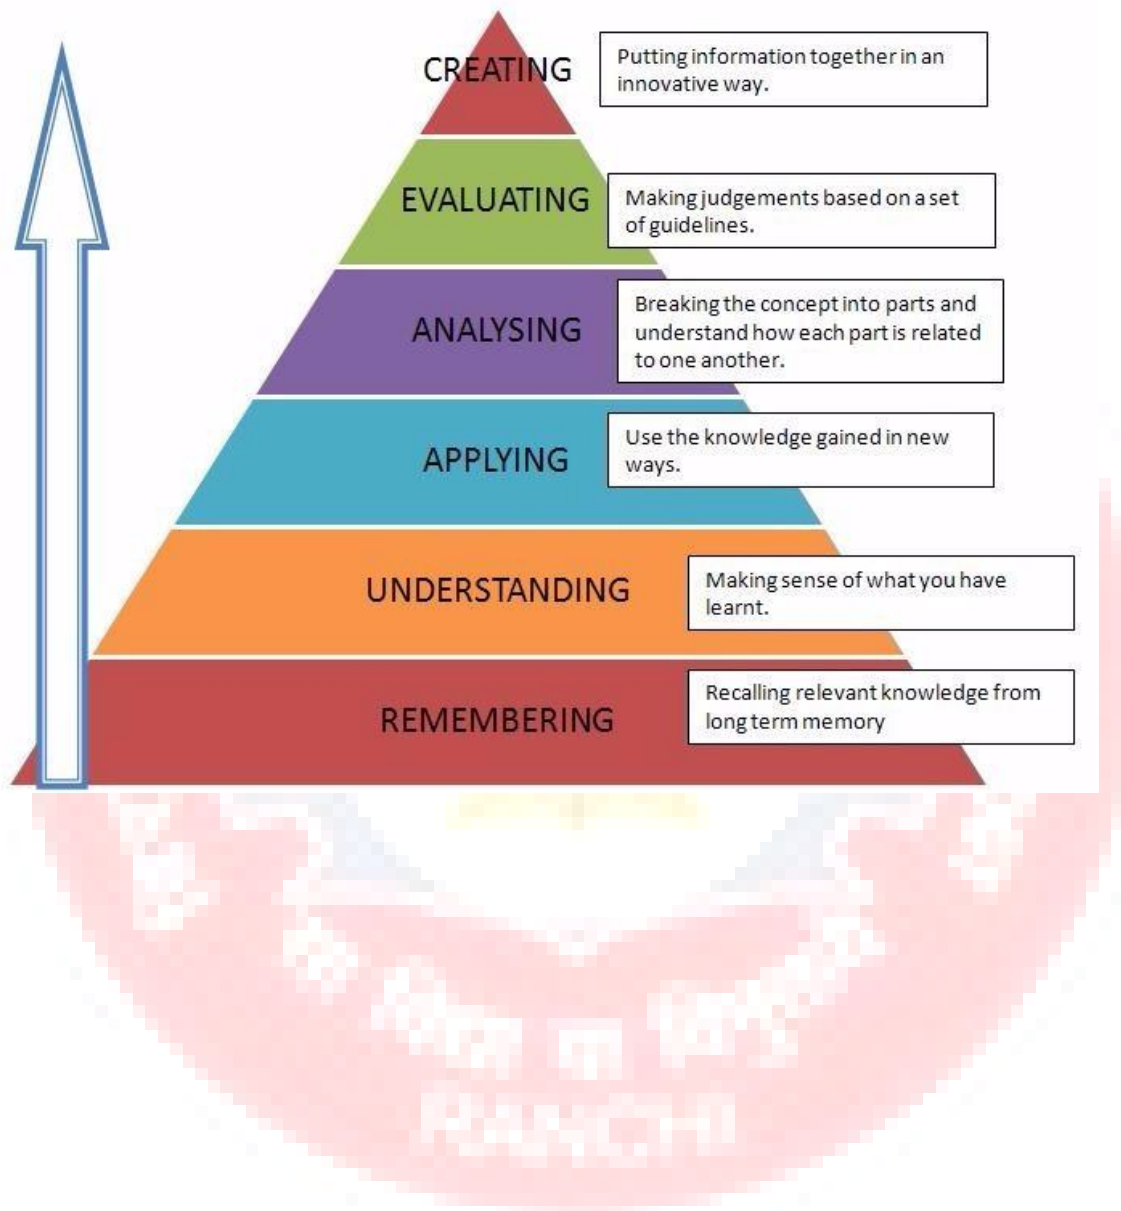 CREATING
Putting information together in an
innovative way.
EVALUATING
Making judgements based on a set
of guidelines.
ANALYSING
Breaking the concept into parts and
understand how each part is related
to one another.
APPLYING
Use the knowledge gained in new
ways.
UNDERSTANDING
Making sense of what you have
learnt.
REMEMBERING
Recalling relevant knowledge from
long term memory
RANCHI